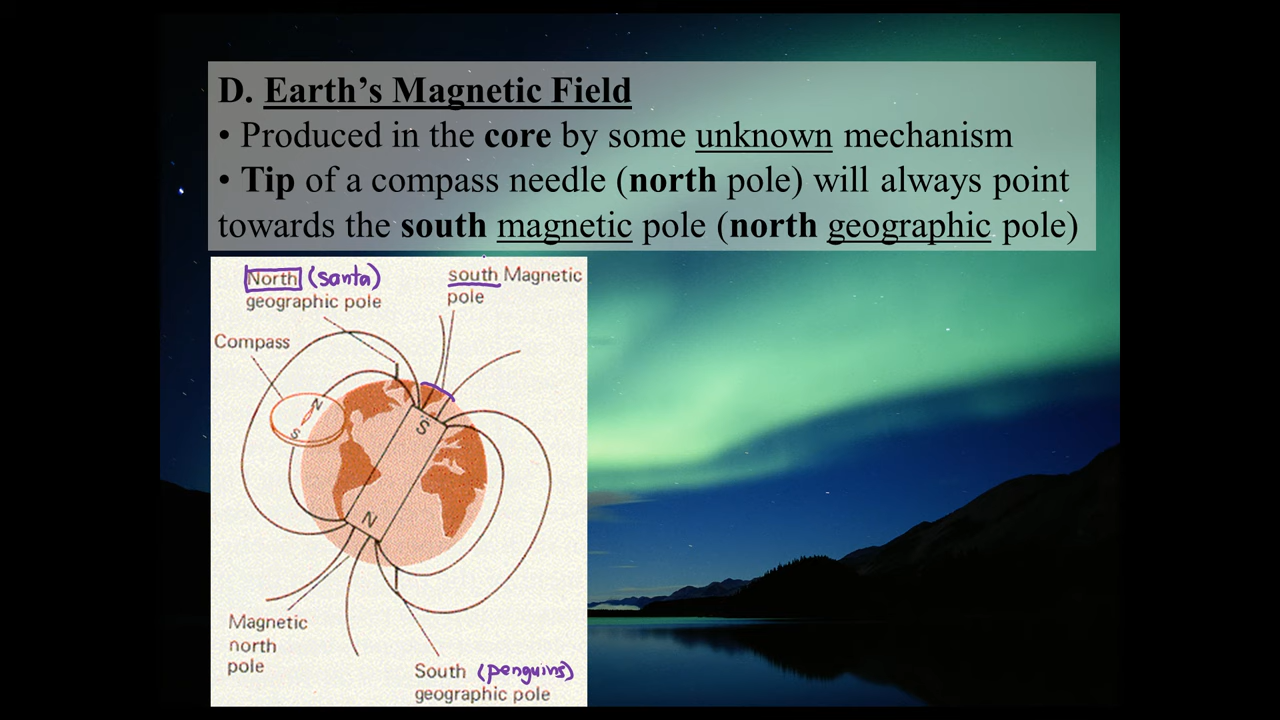 D. Earth's Magnetic Field
• Produced in the core by some unknown mechanism
• Tip of a compass needle (north pole) will always point
towards the south magnetic pole (north geographic pole)
North (santa)
geographic pole
south Magnetic
pole
Compass
N
S
S
N
Magnetic
north
pole
South (penguins)
geographic pole